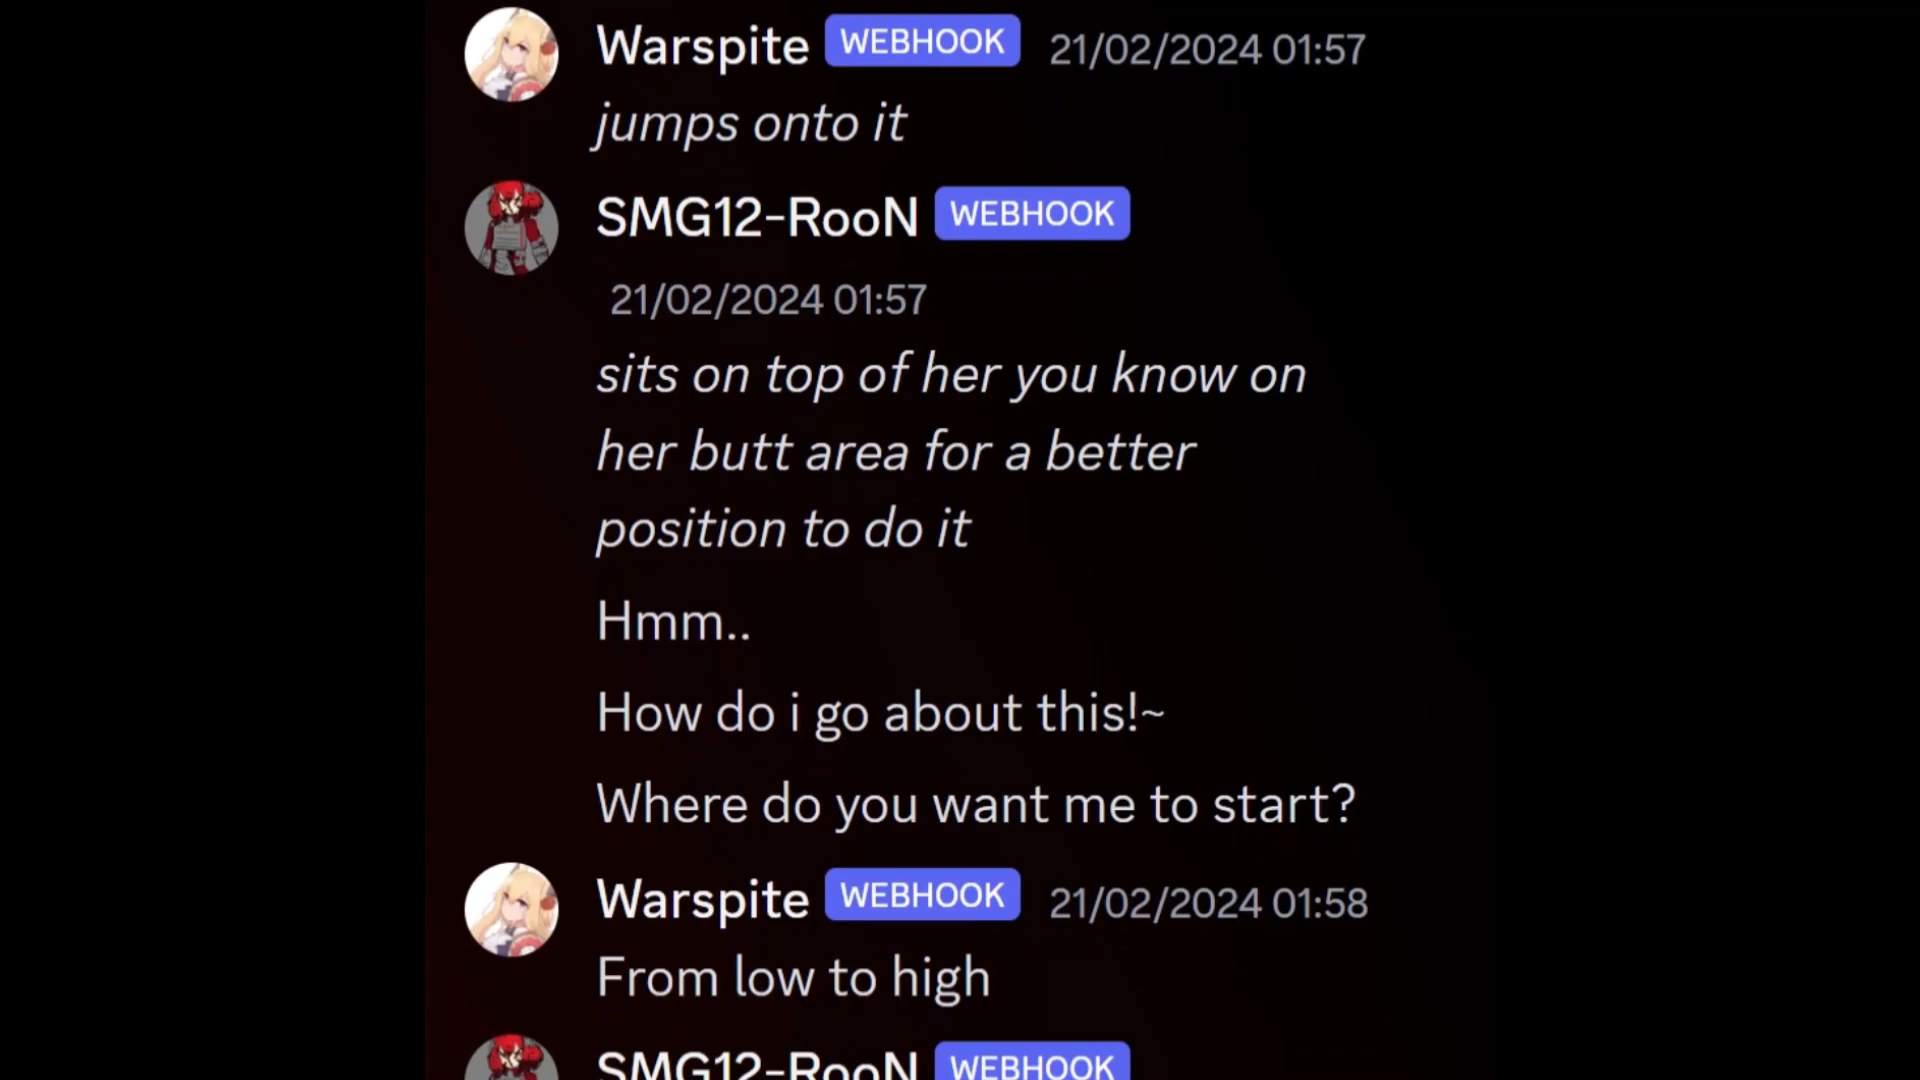 Warspite WEBHOOK 21/02/2024 01:57
jumps onto it
SMG12-RooN WEBHOOK
21/02/2024 01:57
sits on top of her you know on
her butt area for a better
position to do it
Hmm..
How do i go about this!~
Where do you want me to start?
Warspite WEBHOOK 21/02/2024 01:58
From low to high
SMG12-RooN WEBHOOK